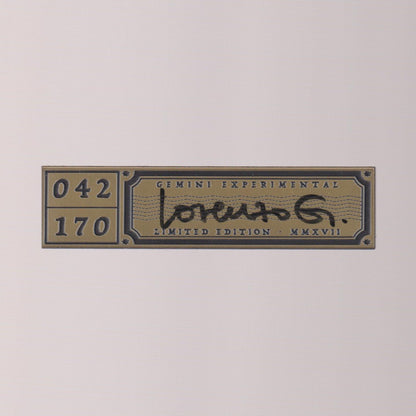 042
170
GEMINI EXPERIMENTAL
Lorenzo G.
LIMITED EDITION · MMXVII